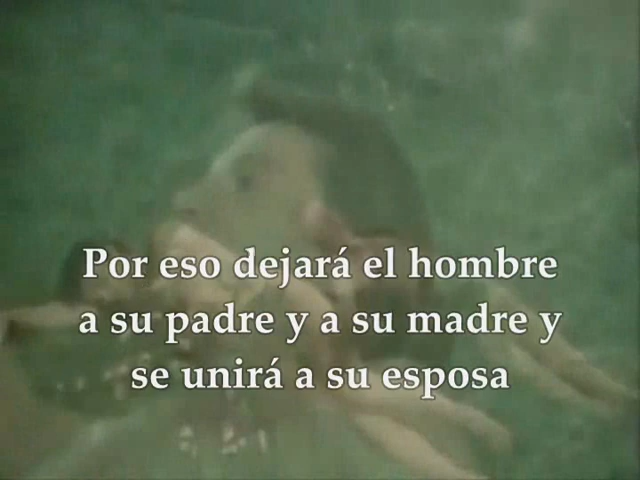 Por eso dejará el hombre
a su padre y a su madre y
se unirá a su esposa